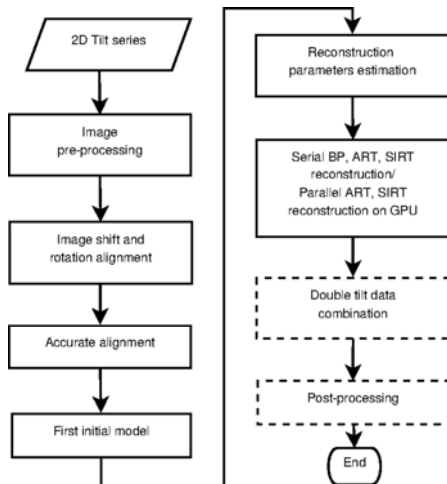 2D Tilt series
Image
pre-processing
Image shift and
rotation alignment
Accurate alignment
First initial model
Reconstruction
parameters estimation
Serial BP, ART, SIRT
reconstruction/
Parallel ART, SIRT
reconstruction on GPU
Double tilt data
combination
Post-processing
End